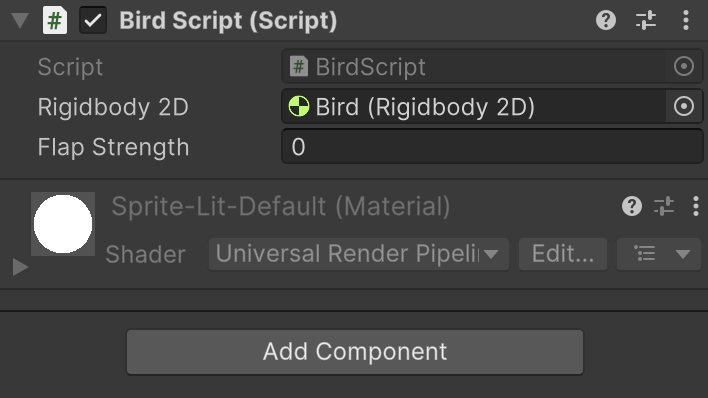 Bird Script (Script)
Script BirdScript
Rigidbody 2D Bird (Rigidbody 2D)
Flap Strength 0
Sprite-Lit-Default (Material)
Shader Universal Render Pipeli Edit...
Add Component